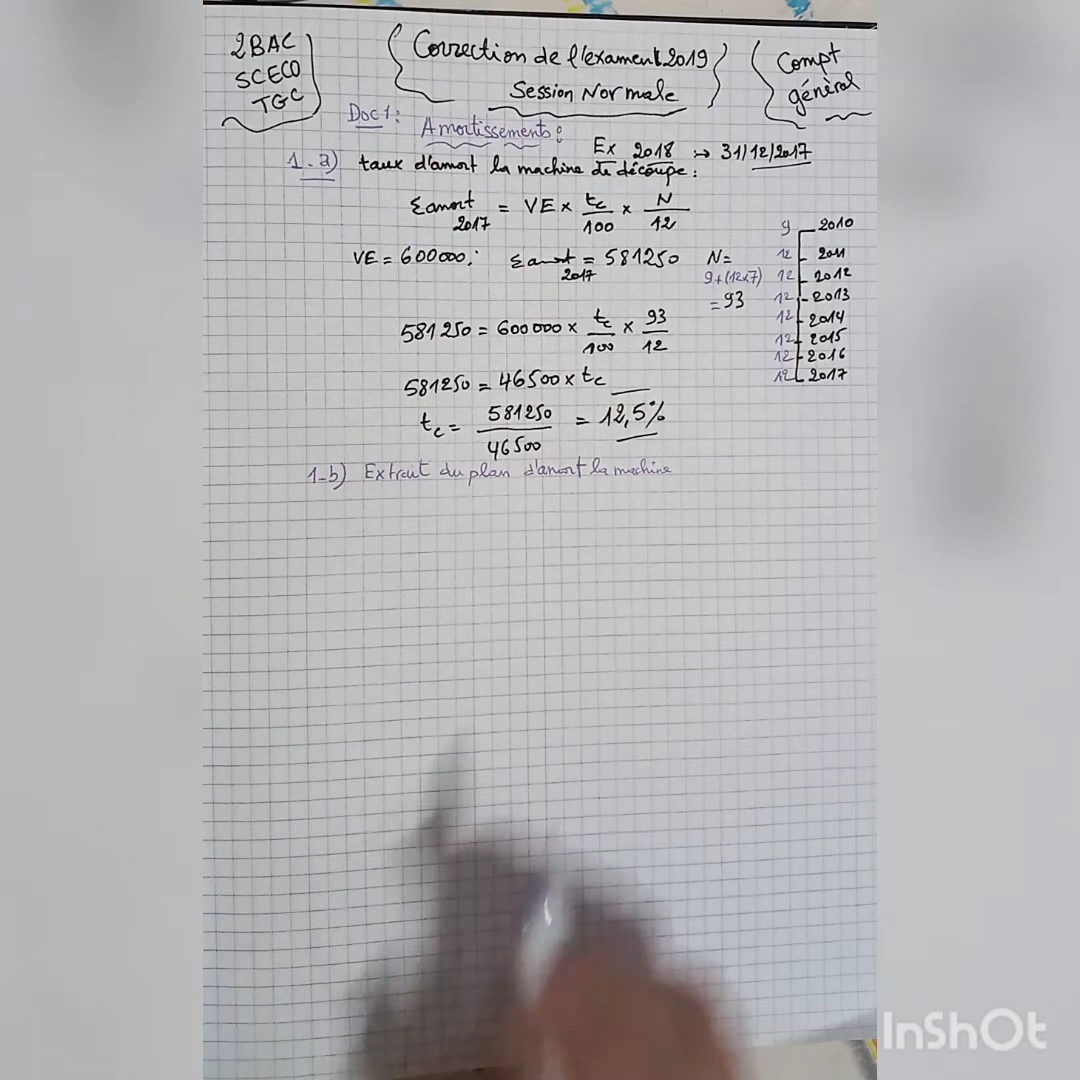 2BAC
SCECO
TGC
Correction de l'examen 2019
Session Normale
Compt
général
Doc 1:
Amortissements:
Ex 2018 → 31/12/2017
1-a) taux d'amort la machine de découpe:
Σamort 2017 = VE × tc/100 × N/12
VE = 600000; Σamort 2017 = 581250 N=
9+(12x7)
= 93
9 2010
12 2011
12 2012
12 2013
12 2014
12 2015
12 2016
12 2017
581250 = 600000 × tc/100 × 93/12
581250 = 46500 × tc
tc = 581250/46500 = 12,5%
1-b) Extrait du plan d'amort la machine
InShOt